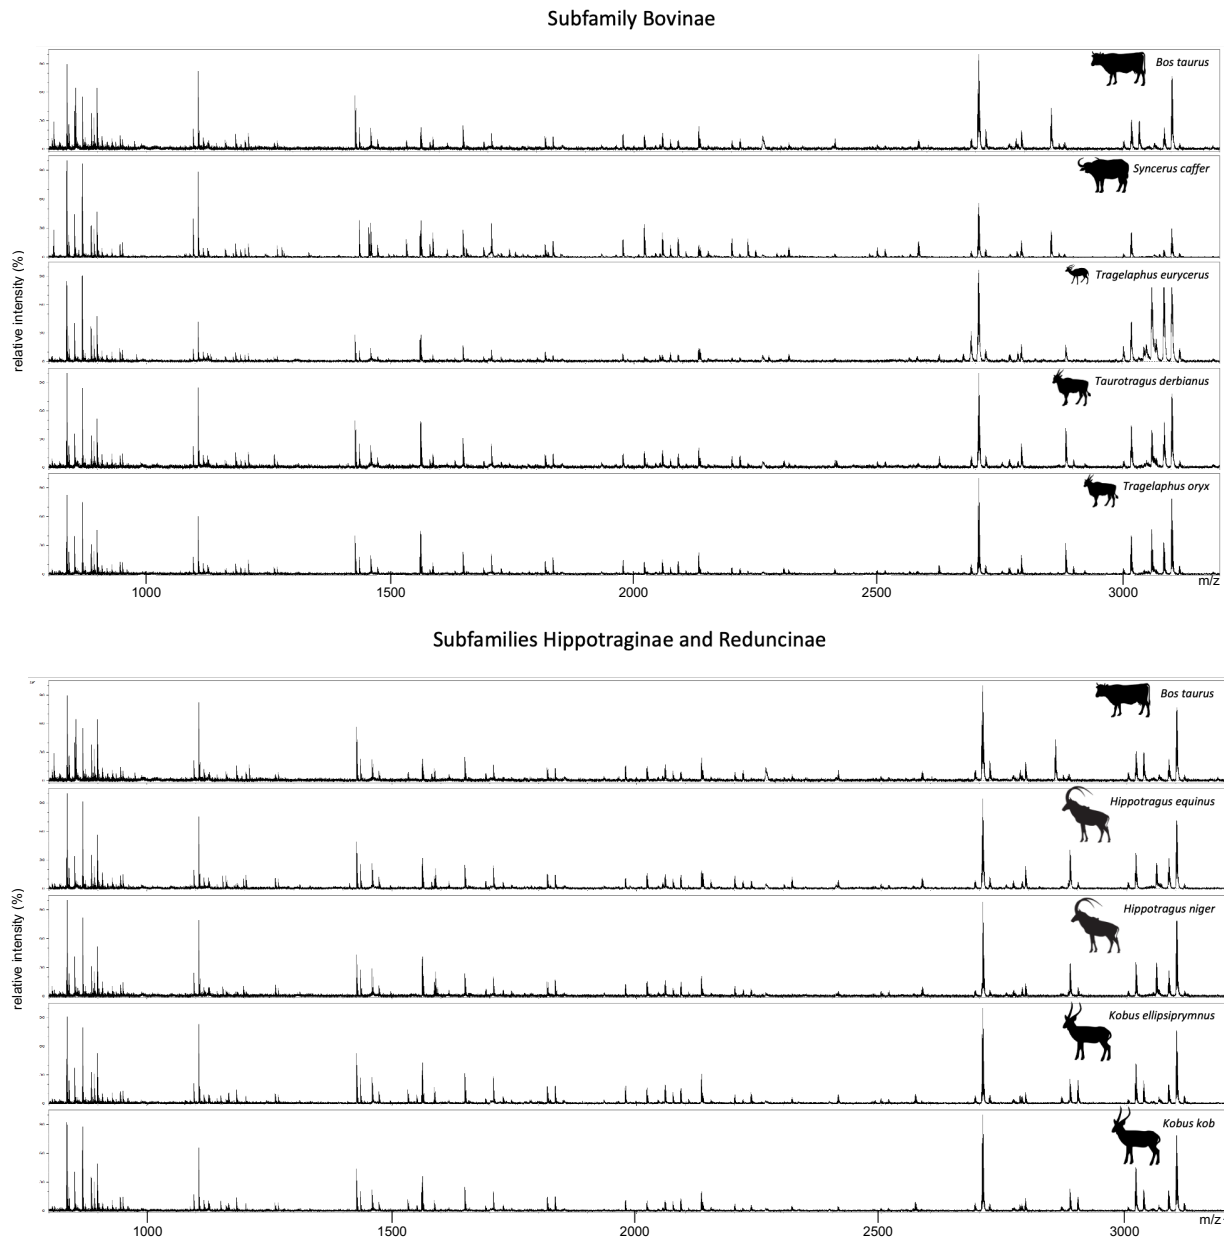 Subfamily Bovinae
Bos taurus
Syncerus caffer
Tragelaphus eurycerus
Taurotragus derbianus
Tragelaphus oryx
relative intensity (%)
1000 1500 2000 2500 3000 m/z
Subfamilies Hippotraginae and Reduncinae
Bos taurus
Hippotragus equinus
Hippotragus niger
Kobus ellipsiprymnus
Kobus kob
relative intensity (%)
1000 1500 2000 2500 3000 m/z